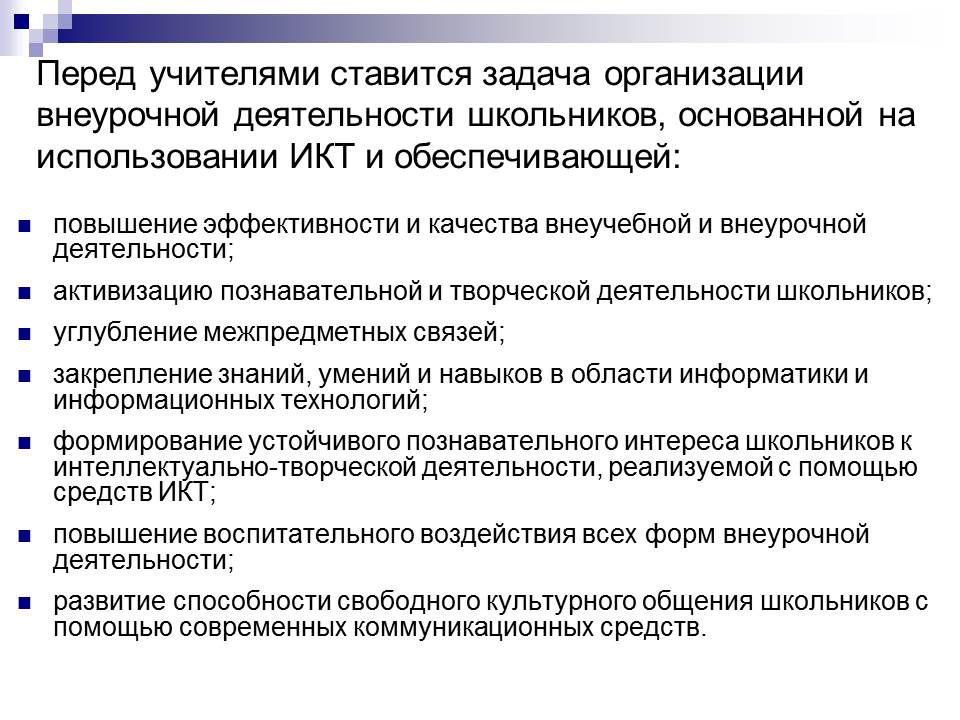 Перед учителями ставится задача организации
внеурочной деятельности школьников, основанной на
использовании ИКТ и обеспечивающей:
повышение эффективности и качества внеучебной и внеурочной
деятельности;
активизацию познавательной и творческой деятельности школьников;
углубление межпредметных связей;
закрепление знаний, умений и навыков в области информатики и
информационных технологий;
формирование устойчивого познавательного интереса школьников к
интеллектуально-творческой деятельности, реализуемой с помощью
средств ИКТ;
повышение воспитательного воздействия всех форм внеурочной
деятельности;
развитие способности свободного культурного общения школьников с
помощью современных коммуникационных средств.